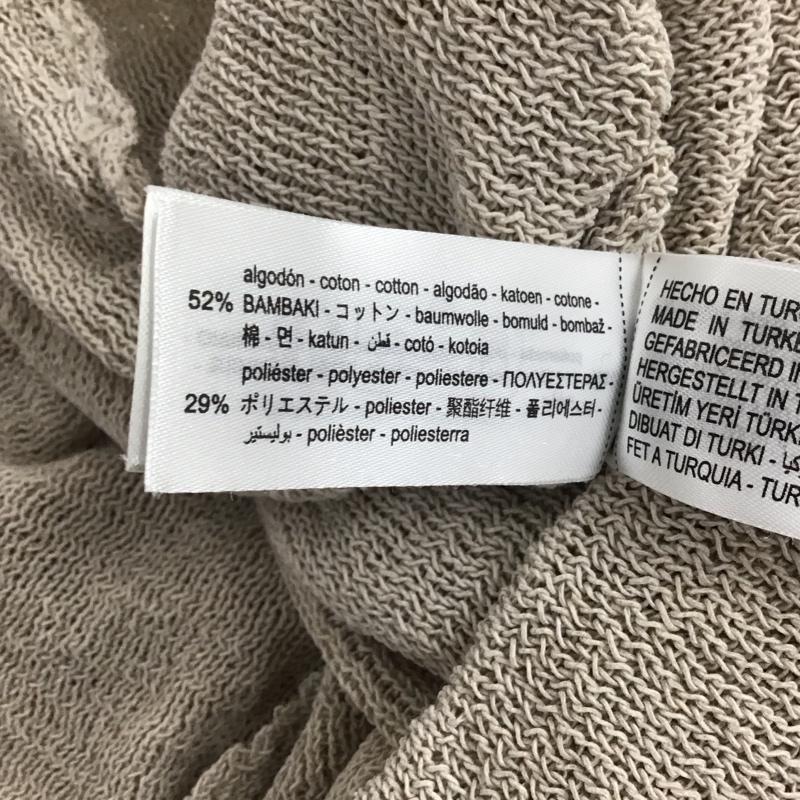 algodón - coton - cotton - algodão - katoen - cotone -
52% BAMBAKI - コットン - baumwolle - bomuld - bombaž -
棉 - 면 - katun - قطن - cotó - kotoia
poliéster - polyester - poliestere - ΠΟΛΥΕΣΤΕΡΑΣ -
29% ポリエステル - poliester - 聚酯纤维 - 폴리에스터 -
بوليستير - polièster - poliesterra
HECHO EN TUR
MADE IN TURKE
GEFABRICEERD IN
HERGESTELLT IN T
ÜRETİM YERİ TÜRK
DIBUAT DI TURKI -
FET A TURQUIA - TUR